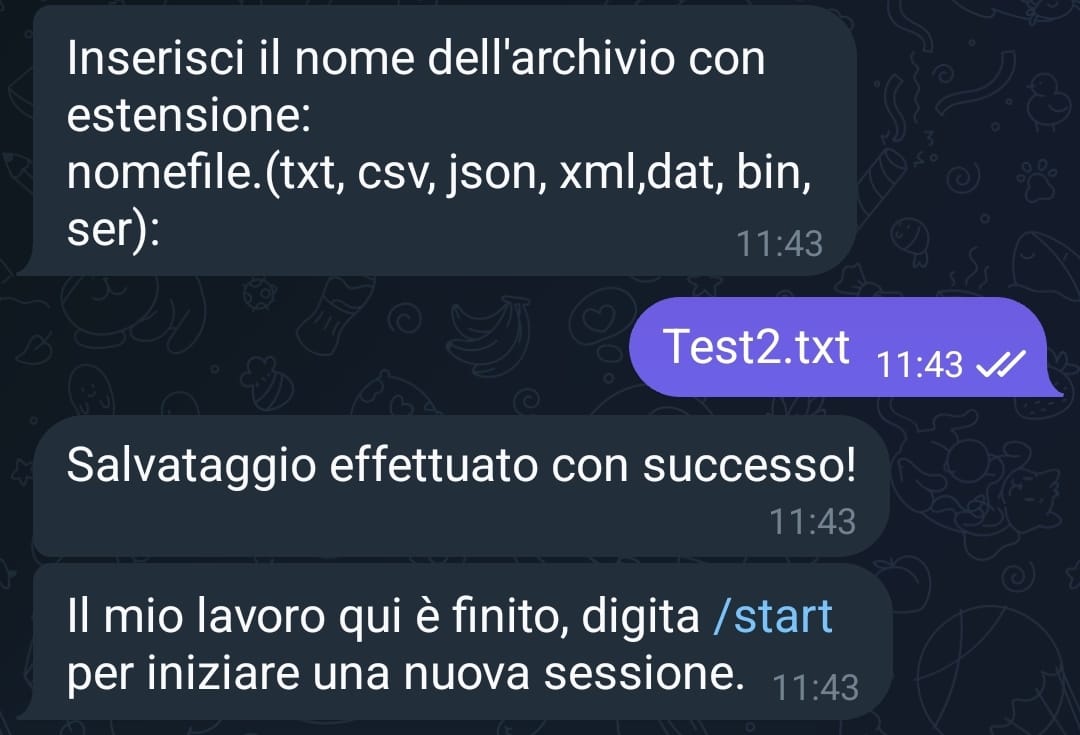 Inserisci il nome dell'archivio con
estensione:
nomefile.(txt, csv, json, xml,dat, bin,
ser):
11:43
Test2.txt 11:43
Salvataggio effettuato con successo!
11:43
Il mio lavoro qui è finito, digita /start
per iniziare una nuova sessione. 11:43